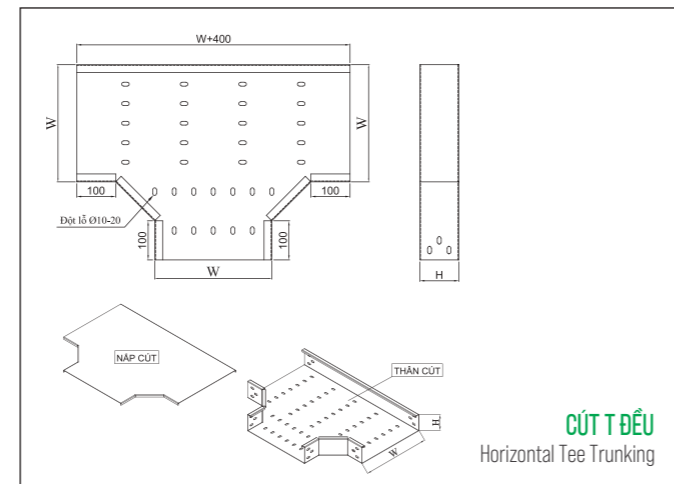 W+400
W
W
100
100
Đột lỗ Ø10-20
100
100
W
H
NẮP CÚT
THÂN CÚT
H
W
CÚT T ĐỀU
Horizontal Tee Trunking